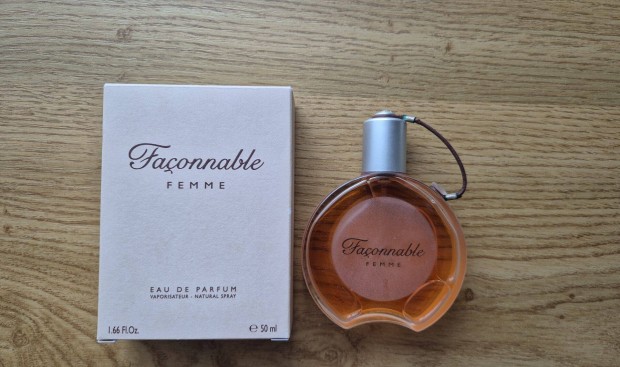 Façonnable
FEMME
EAU DE PARFUM
VAPORISATEUR - NATURAL SPRAY
1.66 Fl.Oz.
℮ 50 ml
Façonnable
FEMME